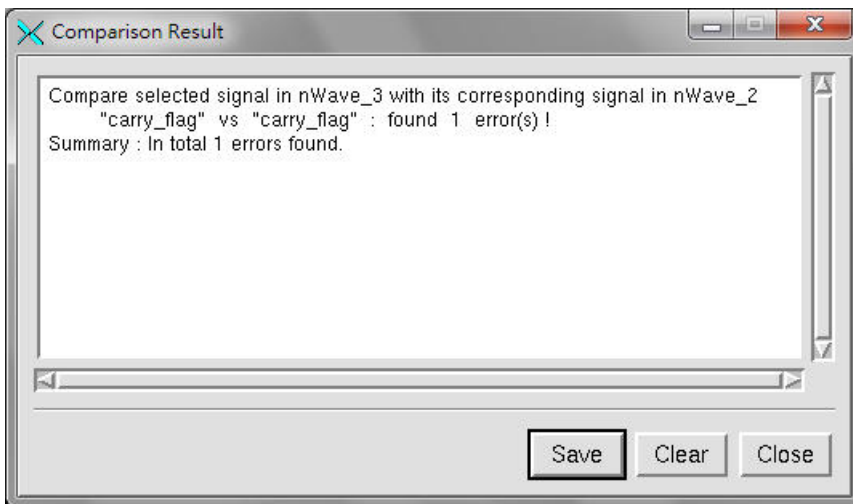 Comparison Result
Compare selected signal in nWave_3 with its corresponding signal in nWave_2
"carry_flag" vs "carry_flag" : found 1 error(s) !
Summary : In total 1 errors found.
Save Clear Close